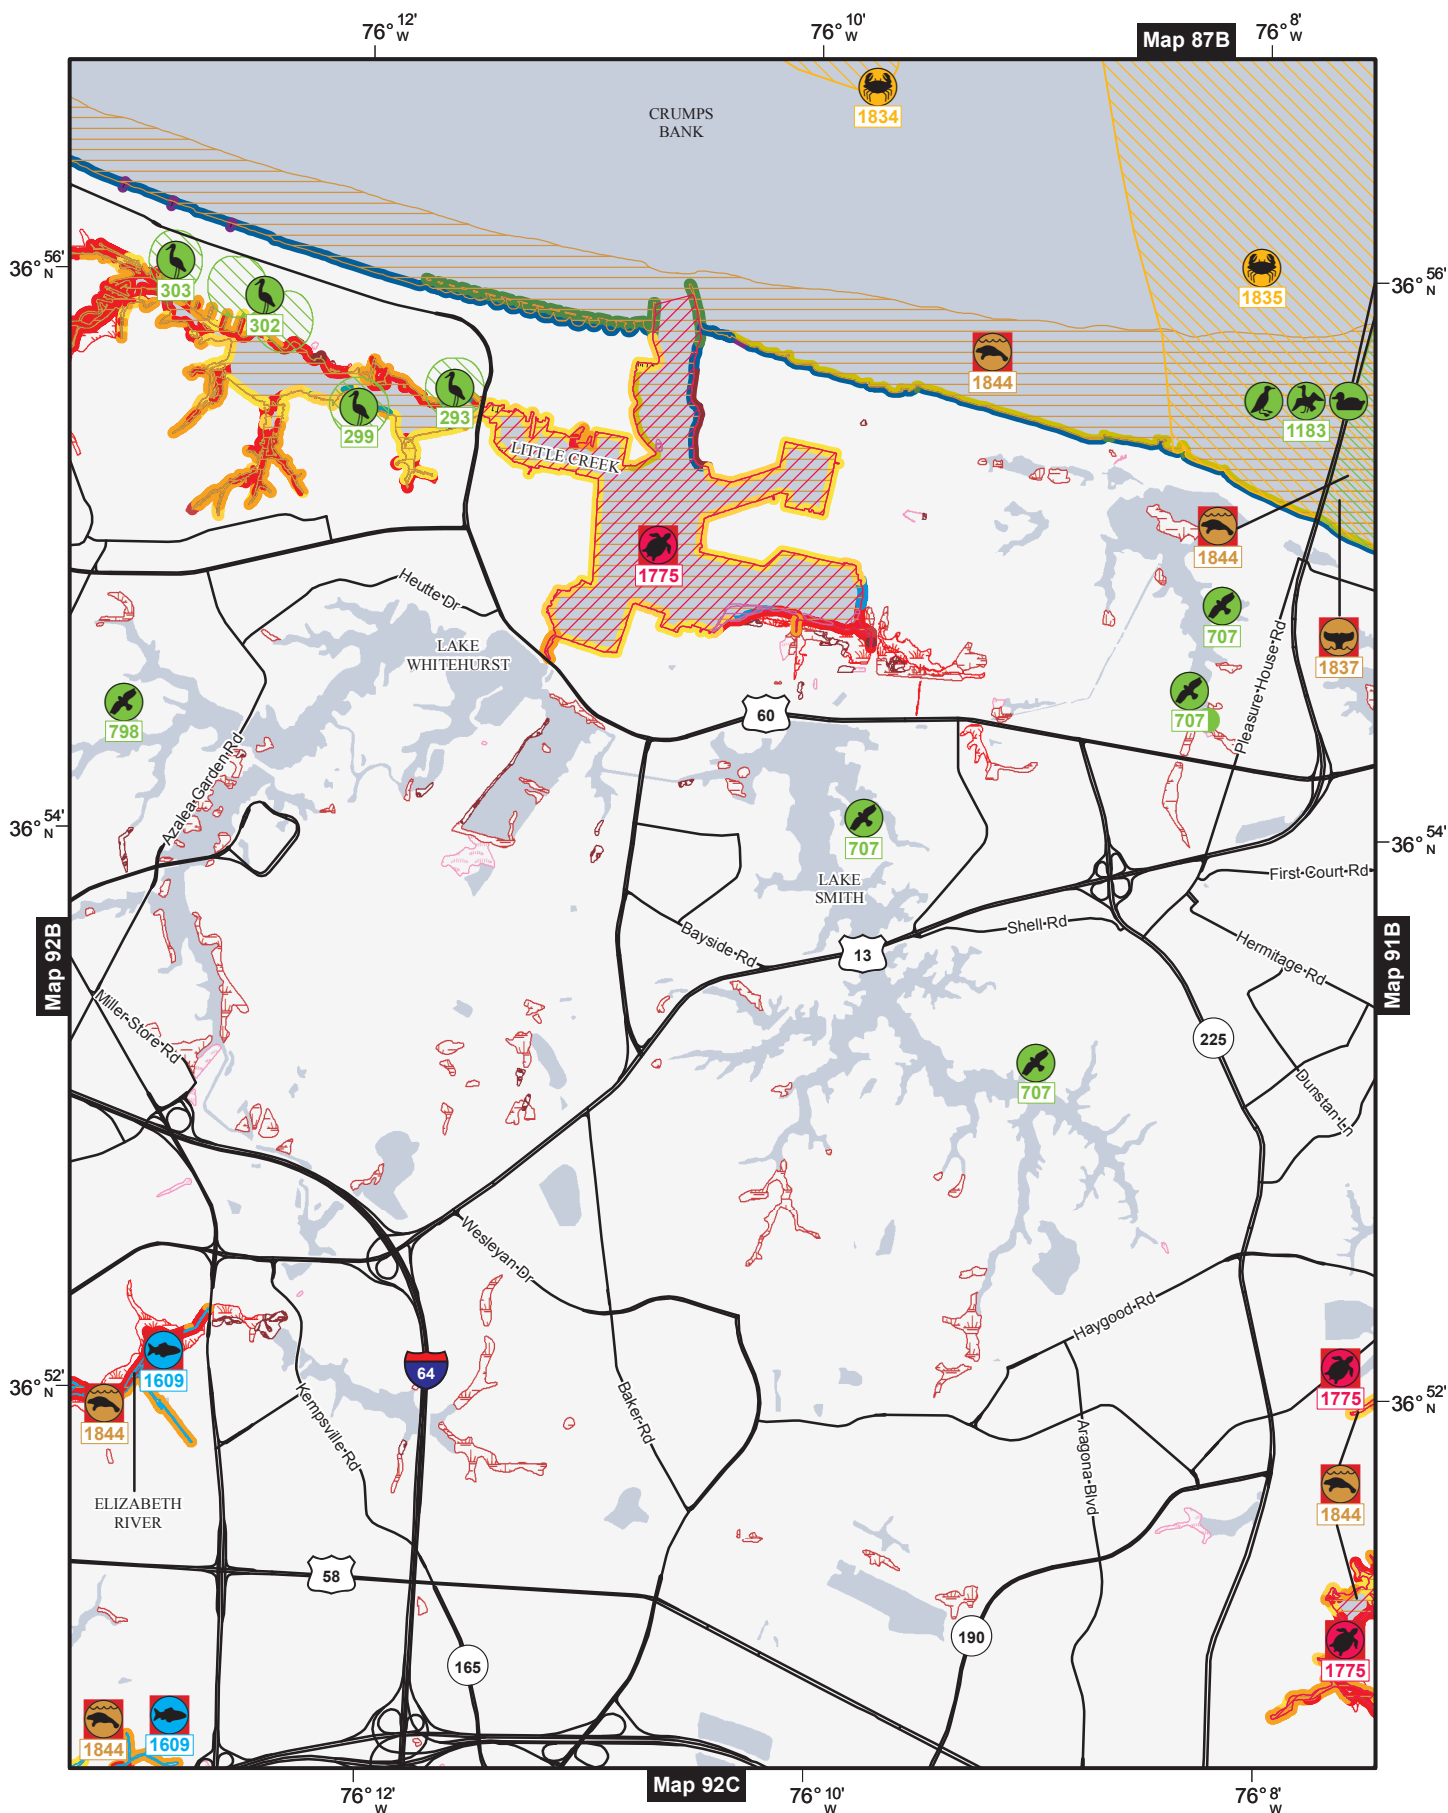 76° 12' W
76° 10' W
Map 87B
76° 8' W
CRUMPS
BANK
1834
36° 56' N
303
302
1835
36° 56' N
1844
293
299
1183
LITTLE CREEK
1844
1775
Heutte Dr
LAKE
WHITEHURST
707
Pleasure House Rd
1837
798
707
60
Azalea Garden Rd
36° 54' N
707
36° 54' N
LAKE
SMITH
First Court Rd
Map 92B
Bayside Rd
13
Shell Rd
Hermitage Rd
Map 91B
Miller Store Rd
225
707
Dunstan Ln
Wesleyan Dr
Haygood Rd
1609
64
36° 52' N
1775
36° 52' N
1844
Kempsville Rd
Baker Rd
Aragona Blvd
1844
ELIZABETH
RIVER
58
190
165
1775
1844
1609
Map 92C
76° 12' W
76° 10' W
76° 8' W